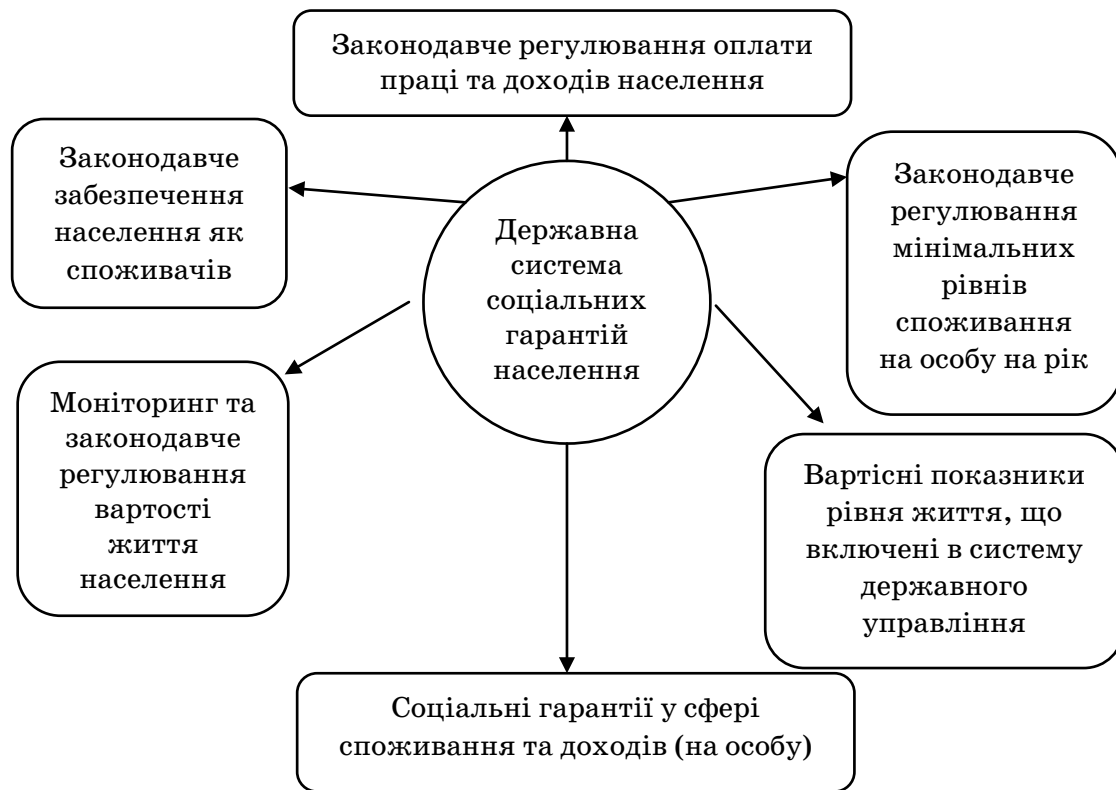 Законодавче регулювання оплати
праці та доходів населення
Законодавче
забезпечення
населення як
споживачів
Державна
система
соціальних
гарантій
населення
Законодавче
регулювання
мінімальних
рівнів
споживання
на особу на рік
Моніторинг та
законодавче
регулювання
вартості
життя
населення
Вартісні показники
рівня життя, що
включені в систему
державного
управління
Соціальні гарантії у сфері
споживання та доходів (на особу)